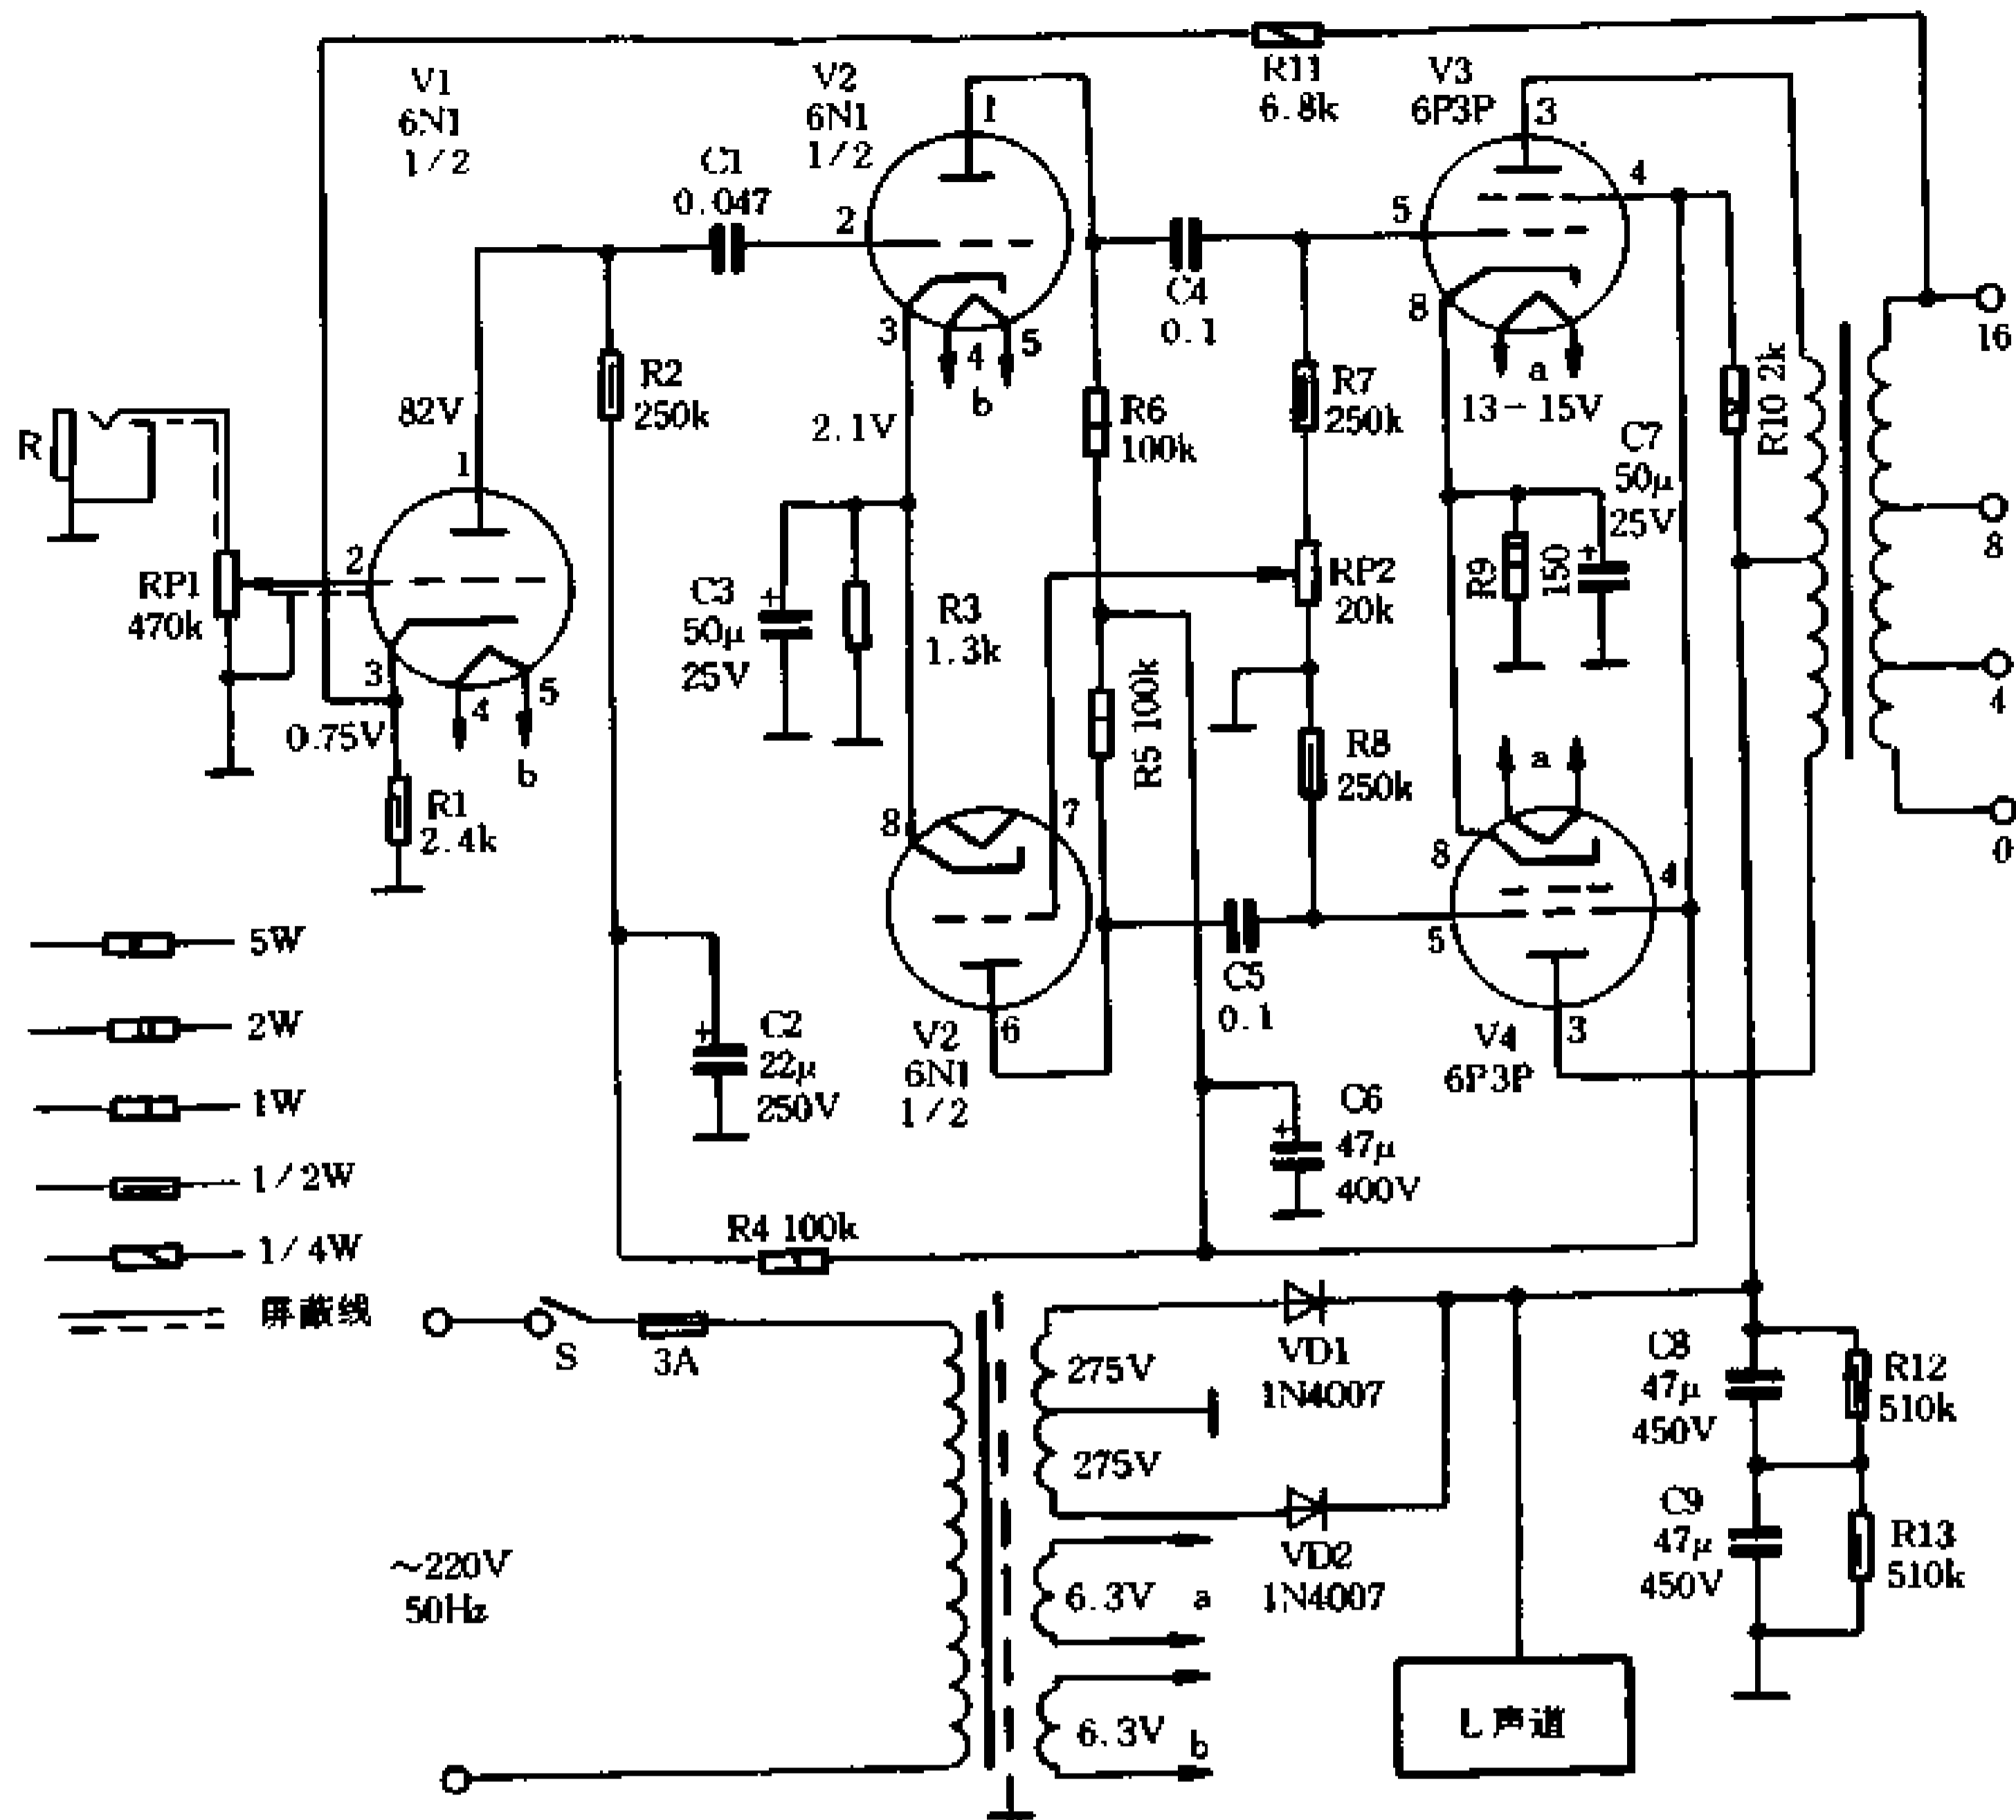 V1
6N1
1/2
V2
6N1
1/2
R11
6.8k
V3
6P3P
C1
0.047
1
2
3
4
5
b
2.1V
C4
0.1
3
4
5
8
a
13-15V
16
8
4
0
R10 2k
R
RP1
470k
82V
1
2
3
4
5
b
0.75V
R1
2.4k
R2
250k
C3
50μ
25V
R3
1.3k
R6
100k
R5 100k
R7
250k
RP2
20k
R8
250k
R9
150
C7
50μ
25V
8
7
6
V2
6N1
1/2
C5
0.1
a
8
4
5
3
V4
6P3P
C2
22μ
250V
C6
47μ
400V
R4 100k
5W
2W
1W
1/2W
1/4W
屏蔽线
S
3A
~220V
50Hz
275V
275V
6.3V a
6.3V b
VD1
1N4007
VD2
1N4007
L声道
C8
47μ
450V
R12
510k
C9
47μ
450V
R13
510k